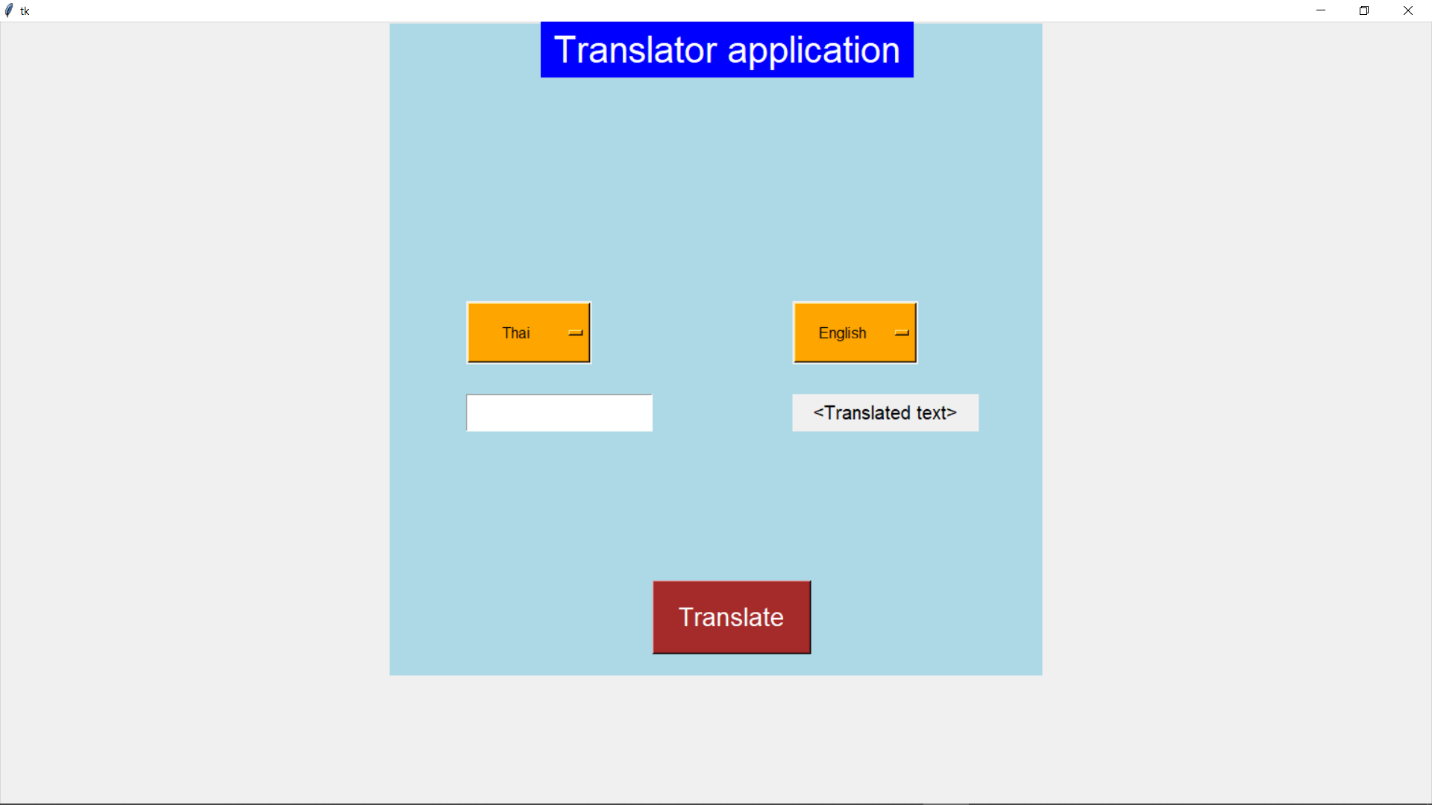 tk
Translator application
Thai
English
<Translated text>
Translate